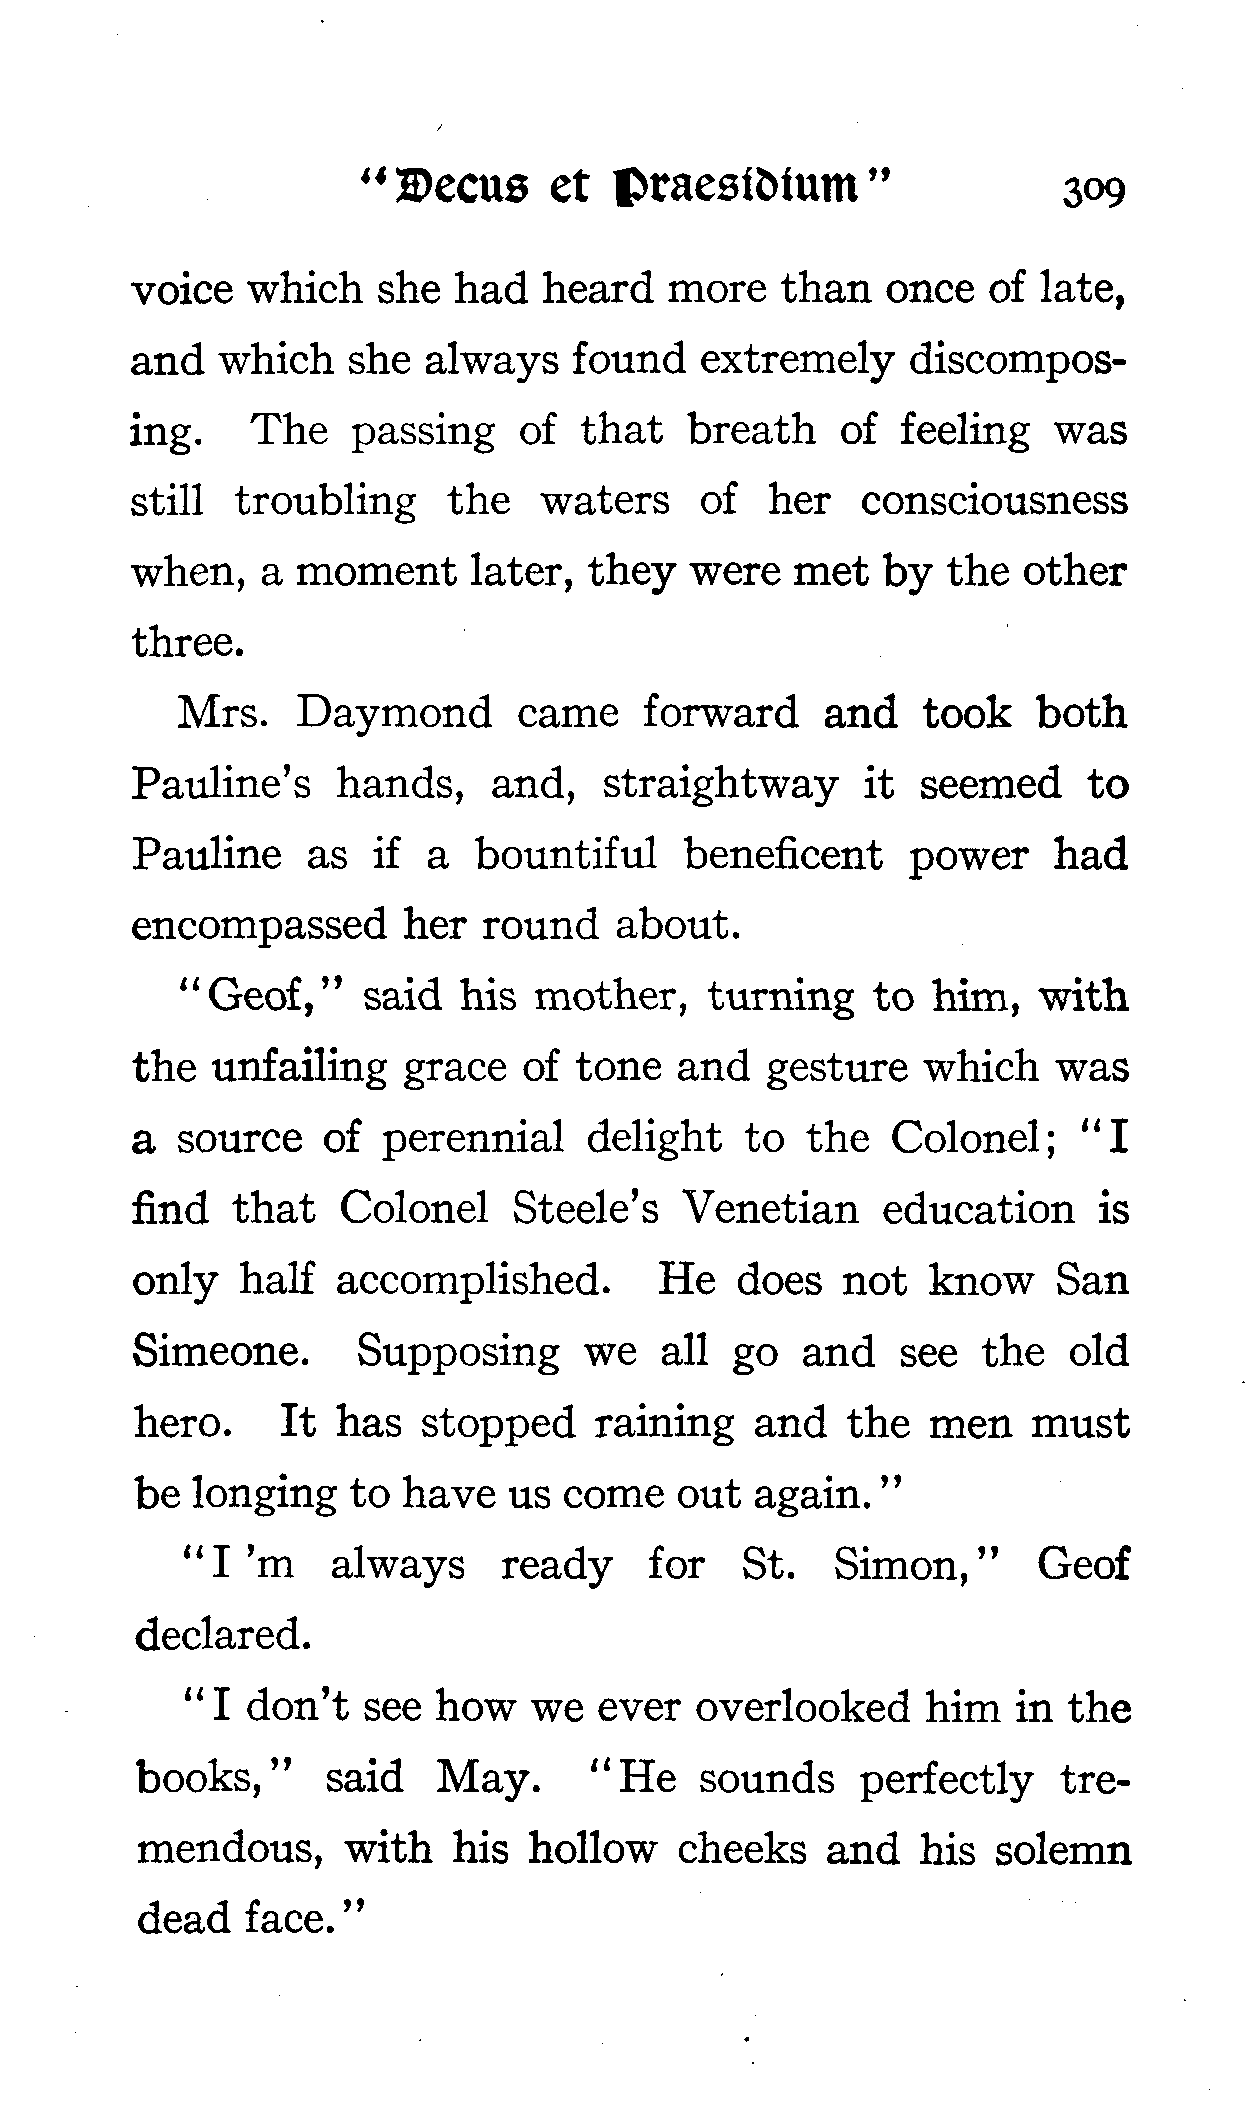 "Decus et Praesidium" 309
voice which she had heard more than once of late,
and which she always found extremely discompos-
ing. The passing of that breath of feeling was
still troubling the waters of her consciousness
when, a moment later, they were met by the other
three.
Mrs. Daymond came forward and took both
Pauline's hands, and, straightway it seemed to
Pauline as if a bountiful beneficent power had
encompassed her round about.
"Geof," said his mother, turning to him, with
the unfailing grace of tone and gesture which was
a source of perennial delight to the Colonel; "I
find that Colonel Steele's Venetian education is
only half accomplished. He does not know San
Simeone. Supposing we all go and see the old
hero. It has stopped raining and the men must
be longing to have us come out again."
"I 'm always ready for St. Simon," Geof
declared.
"I don't see how we ever overlooked him in the
books," said May. "He sounds perfectly tre-
mendous, with his hollow cheeks and his solemn
dead face."